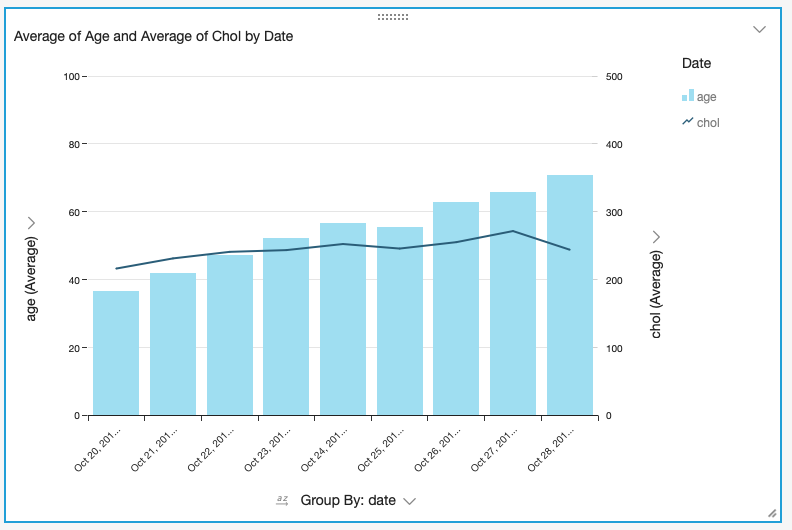 Average of Age and Average of Chol by Date
Date
age
chol
100
80
60
40
20
0
age (Average)
500
400
300
200
100
0
chol (Average)
Oct 20, 201...
Oct 21, 201...
Oct 22, 201...
Oct 23, 201...
Oct 24, 201...
Oct 25, 201...
Oct 26, 201...
Oct 27, 201...
Oct 28, 201...
az Group By: date